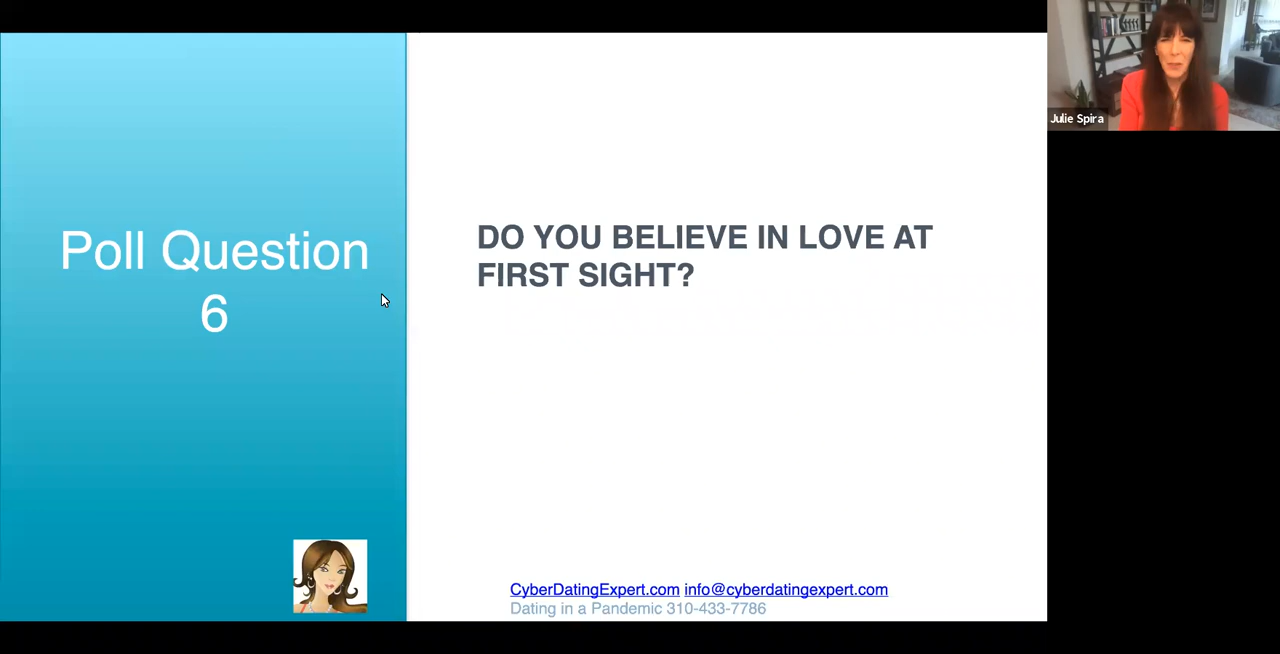 Poll Question
6
DO YOU BELIEVE IN LOVE AT
FIRST SIGHT?
CyberDatingExpert.com info@cyberdatingexpert.com
Dating in a Pandemic 310-433-7786
Julie Spira